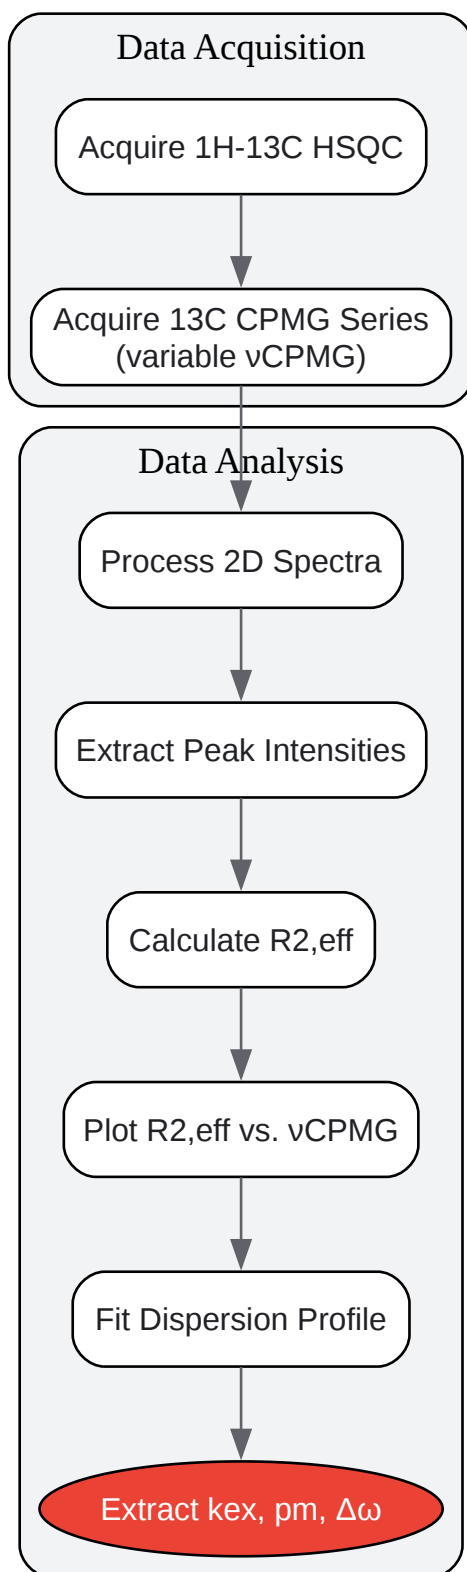 Data Acquisition
Acquire 1H-13C HSQC
Acquire 13C CPMG Series
(variable νCPMG)
Data Analysis
Process 2D Spectra
Extract Peak Intensities
Calculate R2,eff
Plot R2,eff vs. νCPMG
Fit Dispersion Profile
Extract kex, pm, Δω